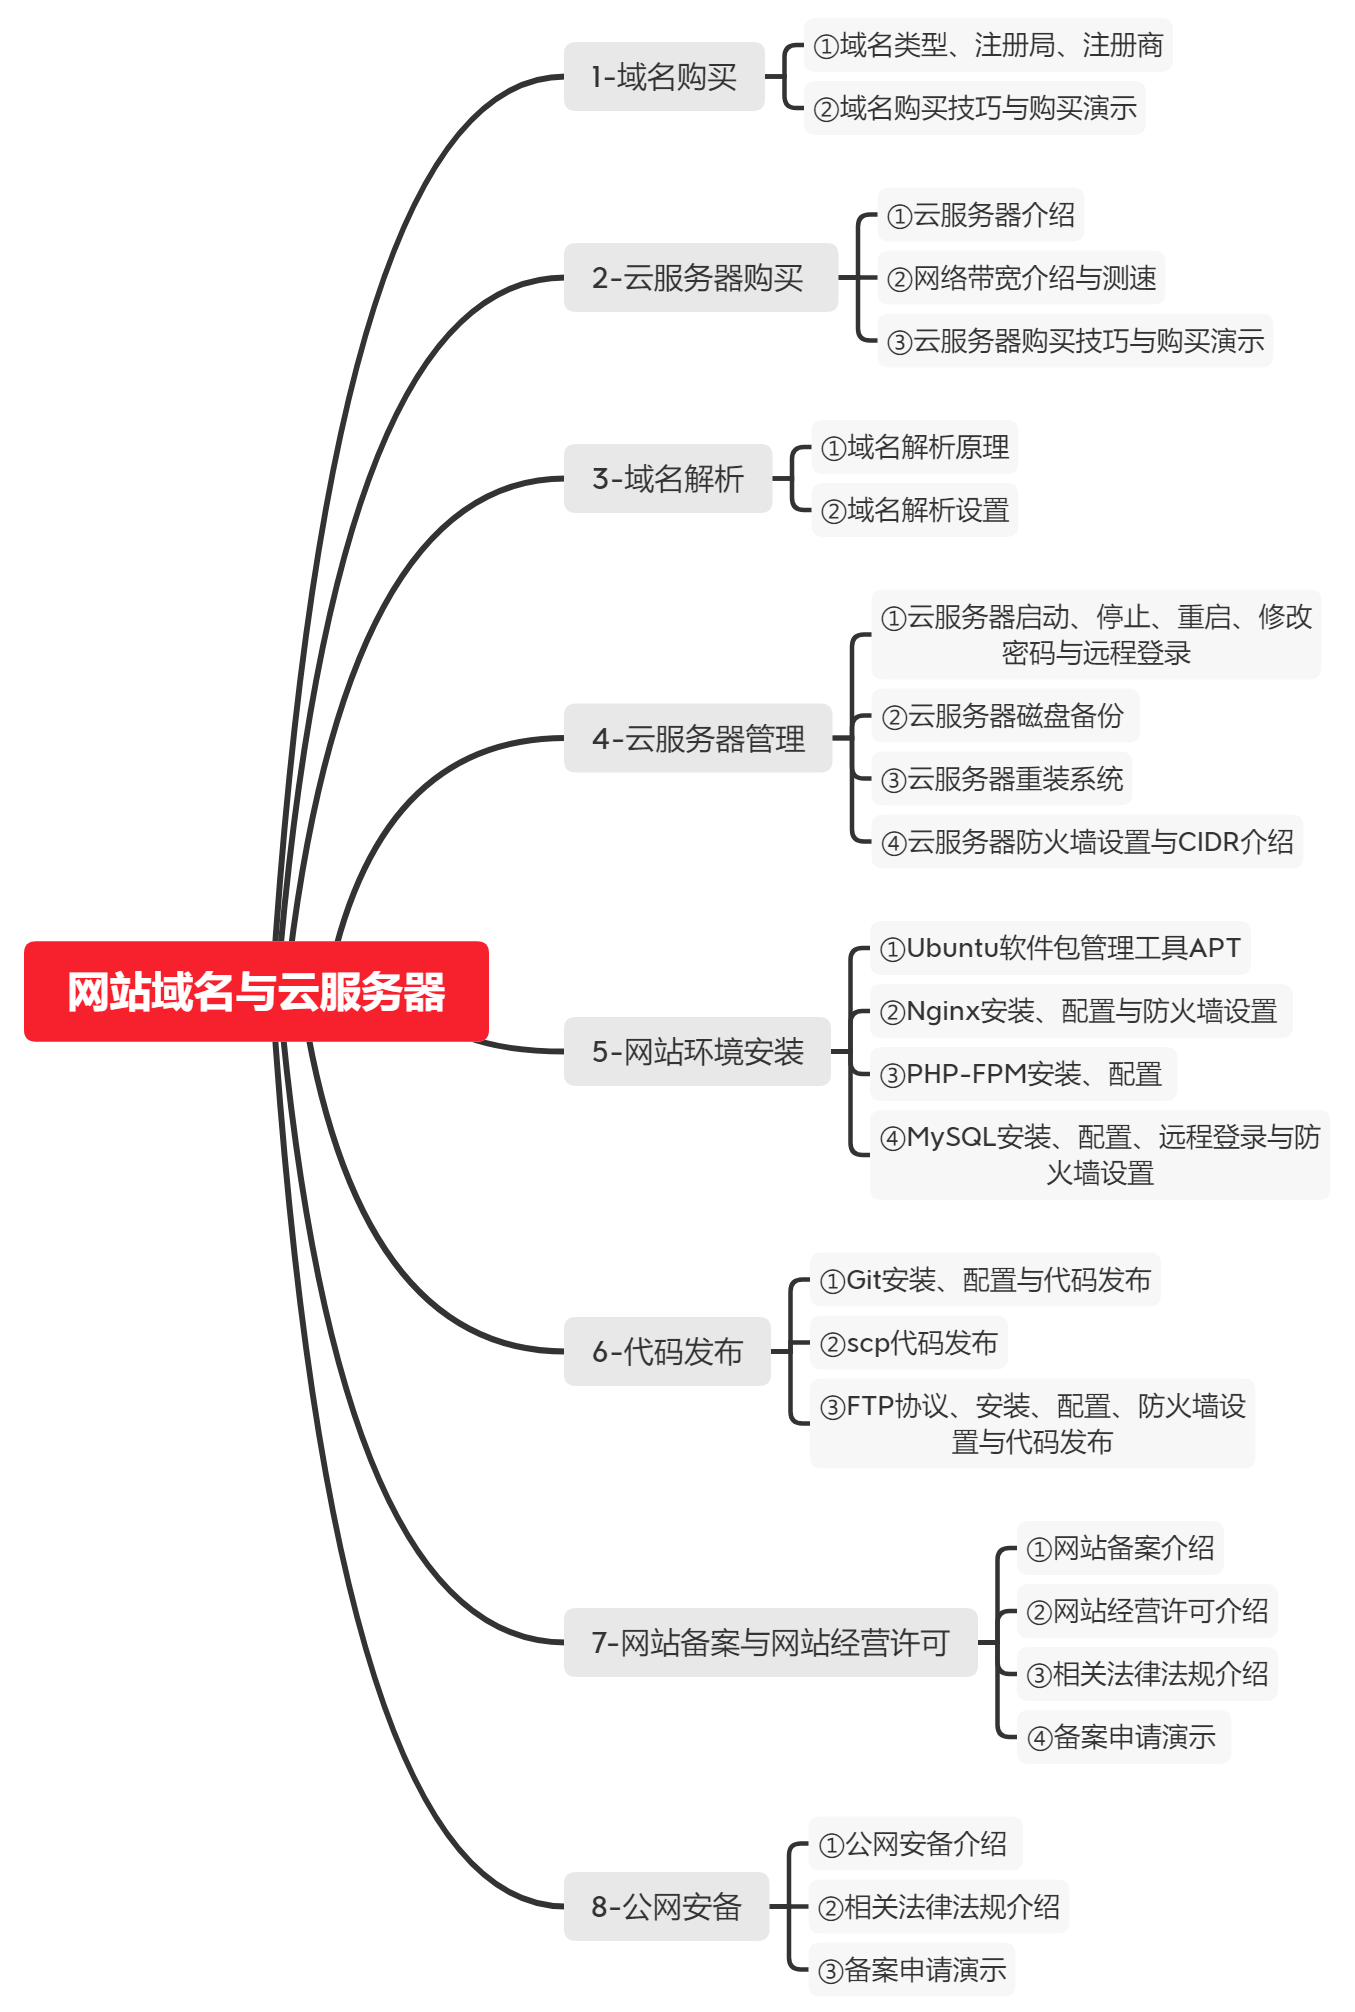 网站域名与云服务器
1-域名购买
①域名类型、注册局、注册商
②域名购买技巧与购买演示
2-云服务器购买
①云服务器介绍
②网络带宽介绍与测速
③云服务器购买技巧与购买演示
3-域名解析
①域名解析原理
②域名解析设置
4-云服务器管理
①云服务器启动、停止、重启、修改
密码与远程登录
②云服务器磁盘备份
③云服务器重装系统
④云服务器防火墙设置与CIDR介绍
5-网站环境安装
①Ubuntu软件包管理工具APT
②Nginx安装、配置与防火墙设置
③PHP-FPM安装、配置
④MySQL安装、配置、远程登录与防
火墙设置
6-代码发布
①Git安装、配置与代码发布
②scp代码发布
③FTP协议、安装、配置、防火墙设
置与代码发布
7-网站备案与网站经营许可
①网站备案介绍
②网站经营许可介绍
③相关法律法规介绍
④备案申请演示
8-公网安备
①公网安备介绍
②相关法律法规介绍
③备案申请演示